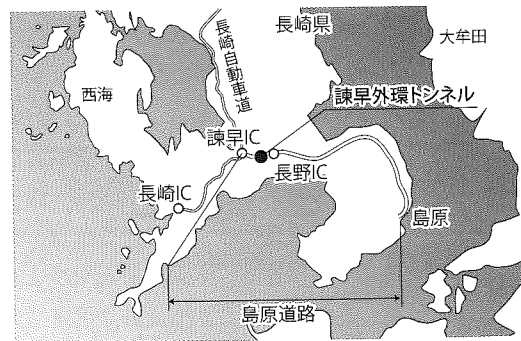 長崎県
大牟田
長崎自動車道
西海
諫早外環トンネル
諫早IC
長野IC
長崎IC
島原
島原道路